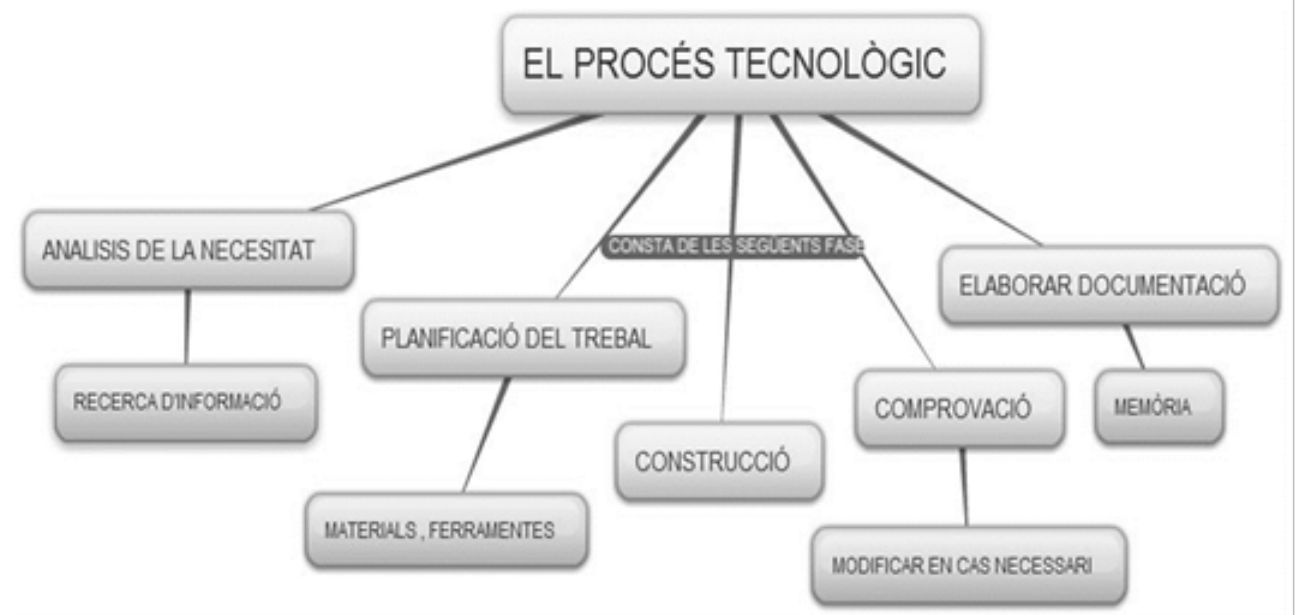 EL PROCÉS TECNOLÒGIC
CONSTA DE LES SEGÜENTS FASE
ANALISIS DE LA NECESITAT
RECERCA D'INFORMACIÓ
PLANIFICACIÓ DEL TREBAL
MATERIALS , FERRAMENTES
CONSTRUCCIÓ
COMPROVACIÓ
MODIFICAR EN CAS NECESSARI
ELABORAR DOCUMENTACIÓ
MEMÒRIA